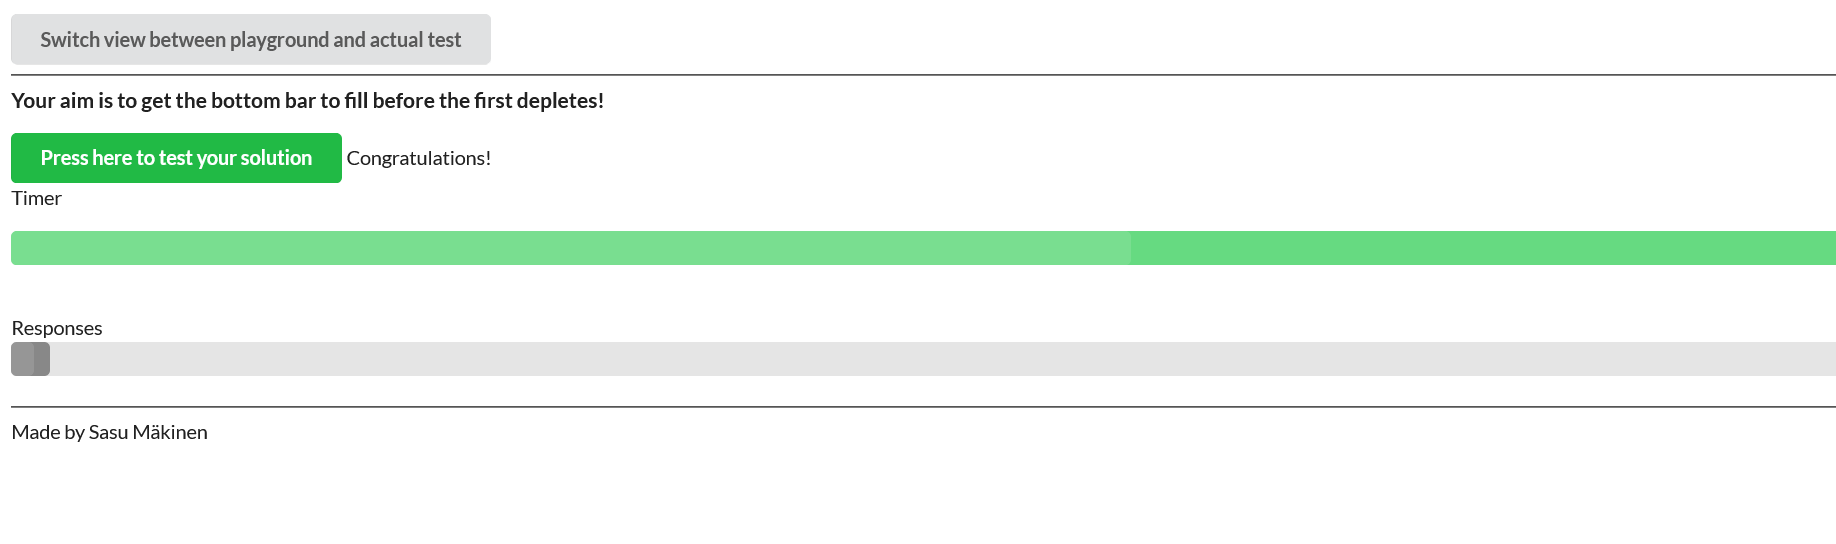 Switch view between playground and actual test
Your aim is to get the bottom bar to fill before the first depletes!
Press here to test your solution Congratulations!
Timer
Responses
Made by Sasu Mäkinen